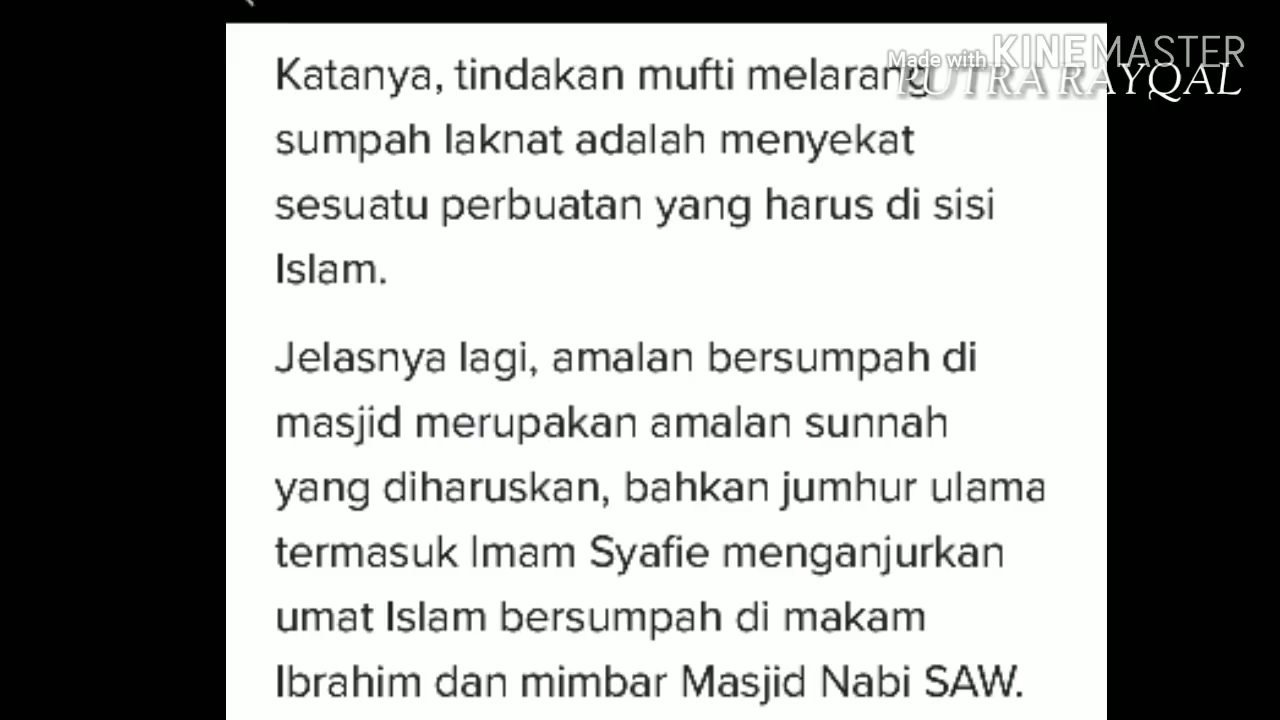 Made with KINEMASTER
PUTRA RAYQAL
Katanya, tindakan mufti melarang
sumpah laknat adalah menyekat
sesuatu perbuatan yang harus di sisi
Islam.
Jelasnya lagi, amalan bersumpah di
masjid merupakan amalan sunnah
yang diharuskan, bahkan jumhur ulama
termasuk Imam Syafie menganjurkan
umat Islam bersumpah di makam
Ibrahim dan mimbar Masjid Nabi SAW.